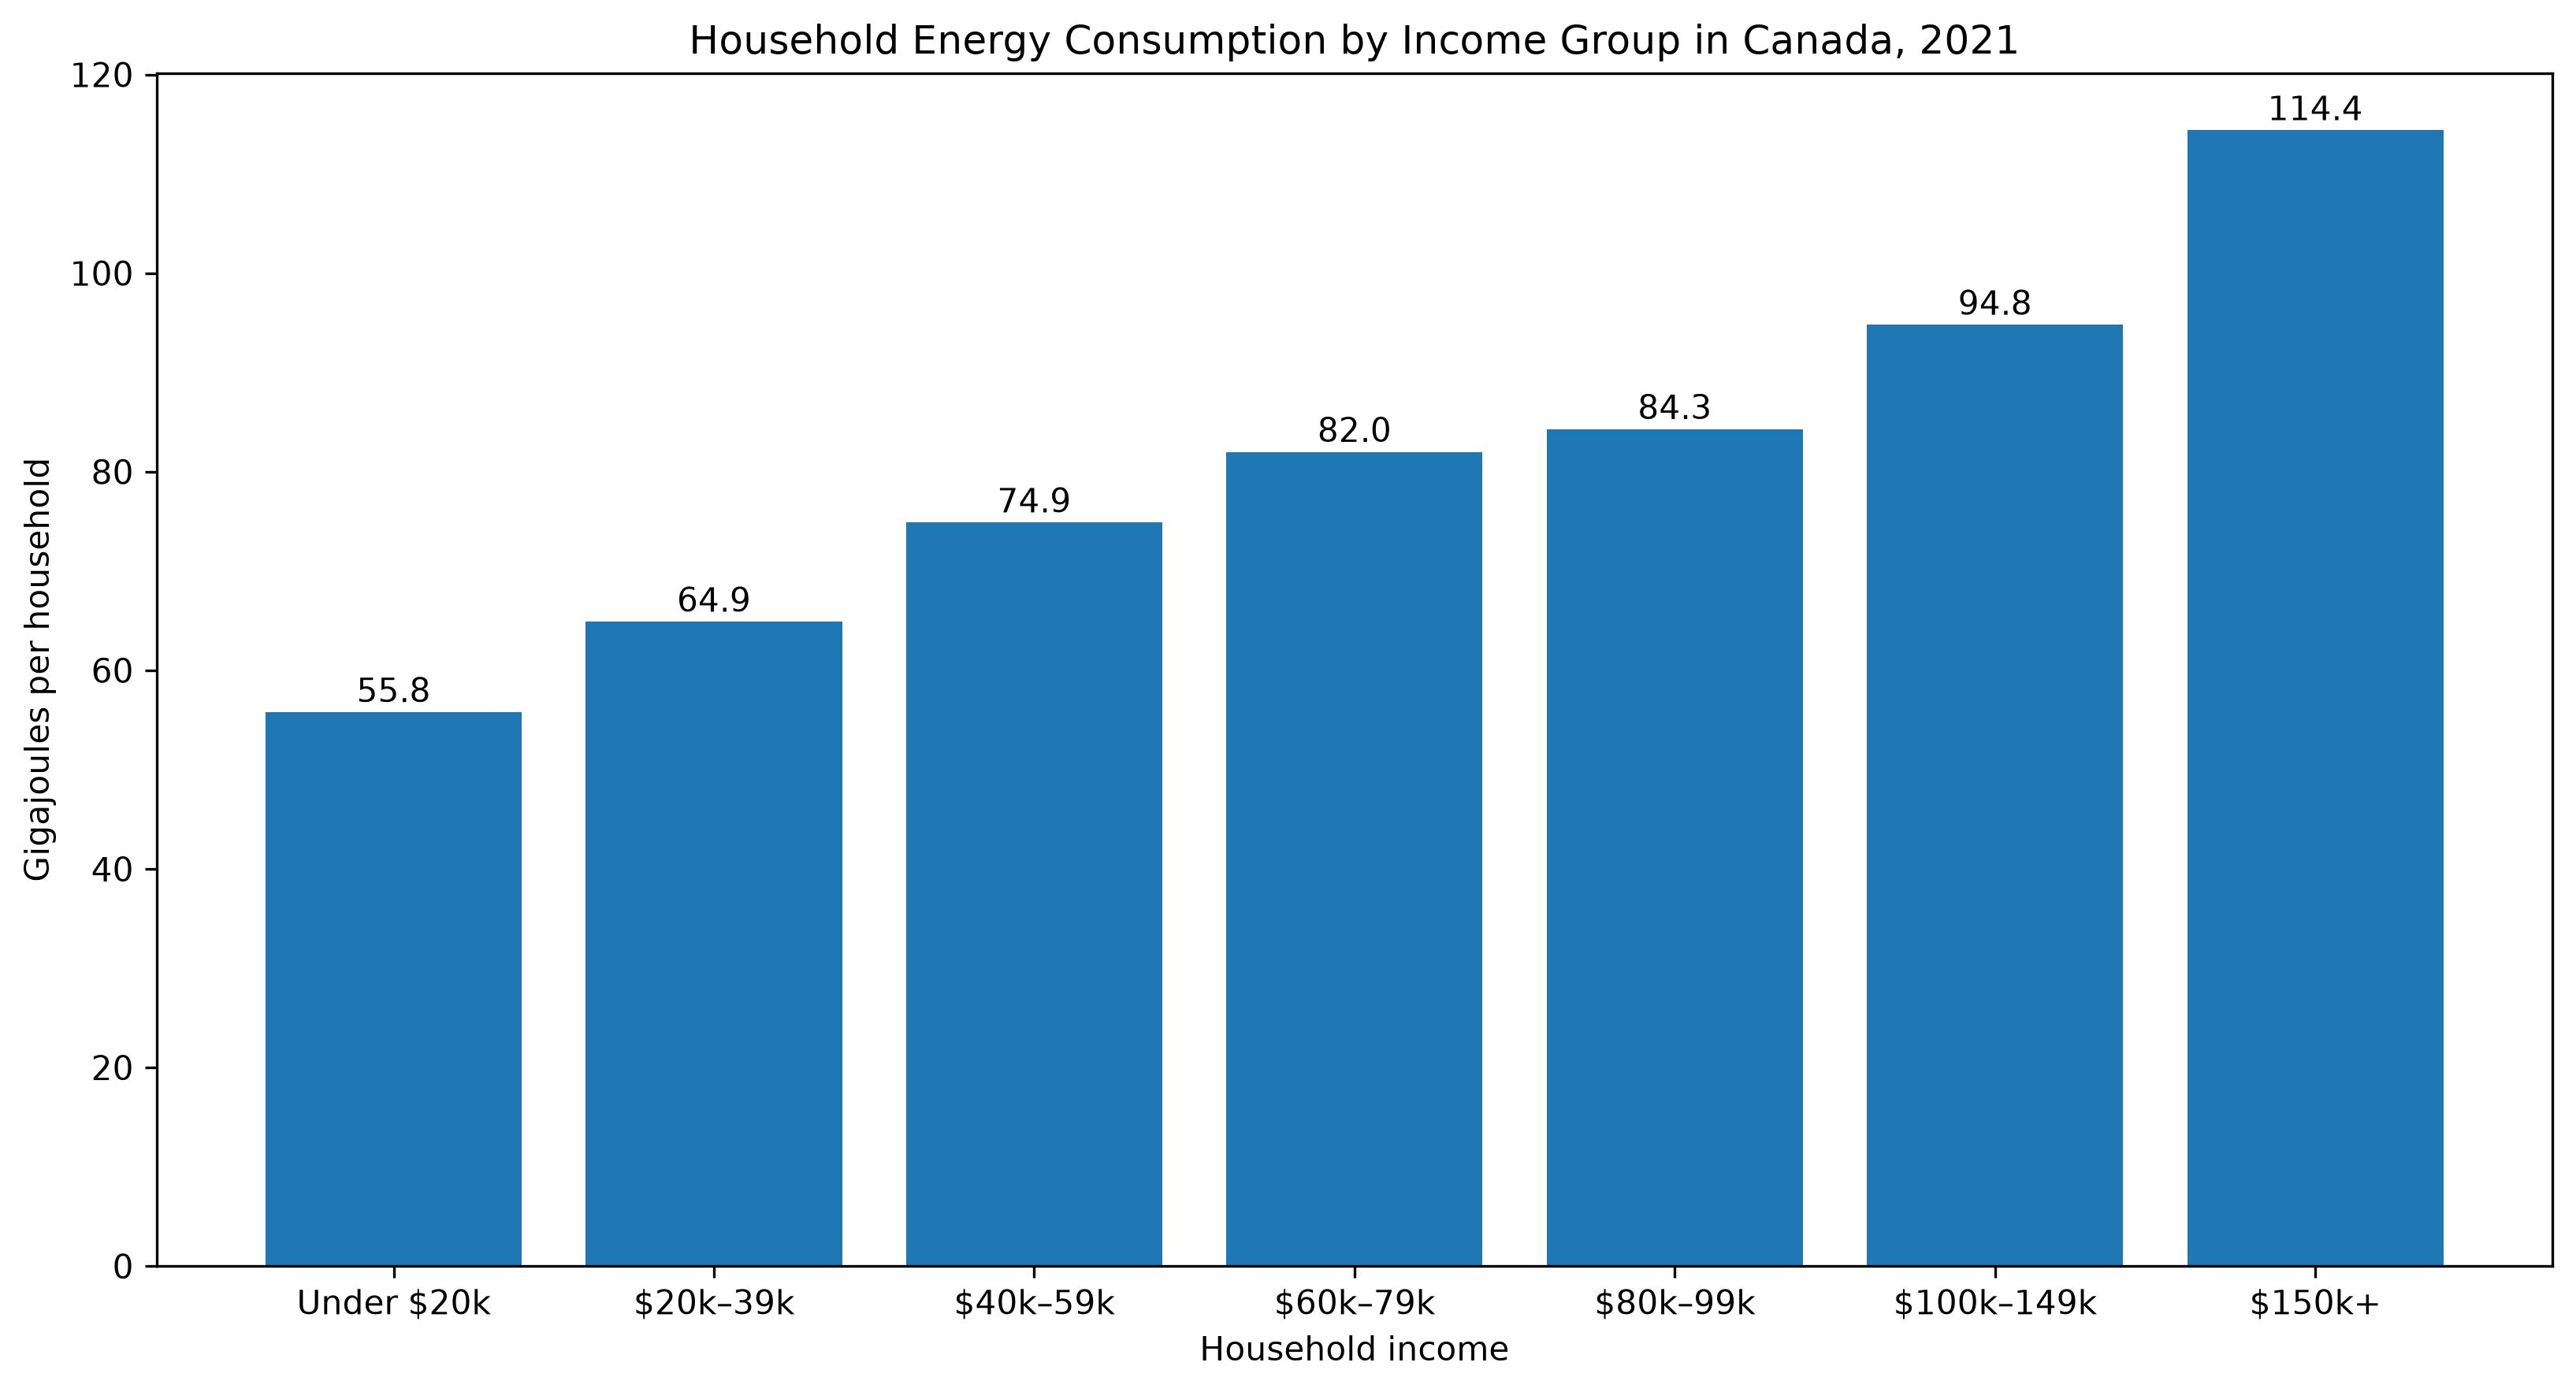 Household Energy Consumption by Income Group in Canada, 2021
Gigajoules per household
120
100
80
60
40
20
0
55.8
64.9
74.9
82.0
84.3
94.8
114.4
Under $20k
$20k–39k
$40k–59k
$60k–79k
$80k–99k
$100k–149k
$150k+
Household income